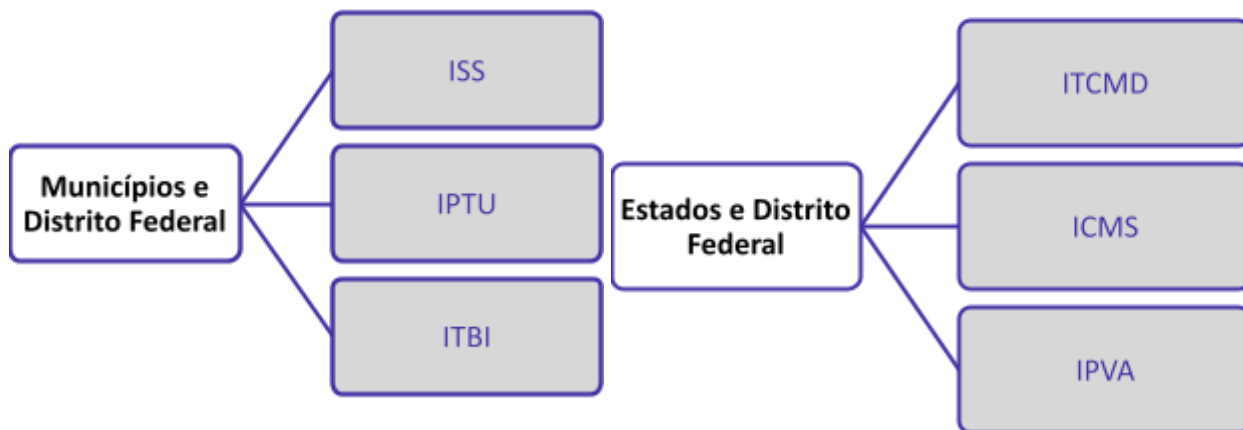 Municípios e
Distrito Federal
ISS
IPTU
ITBI
Estados e Distrito
Federal
ITCMD
ICMS
IPVA